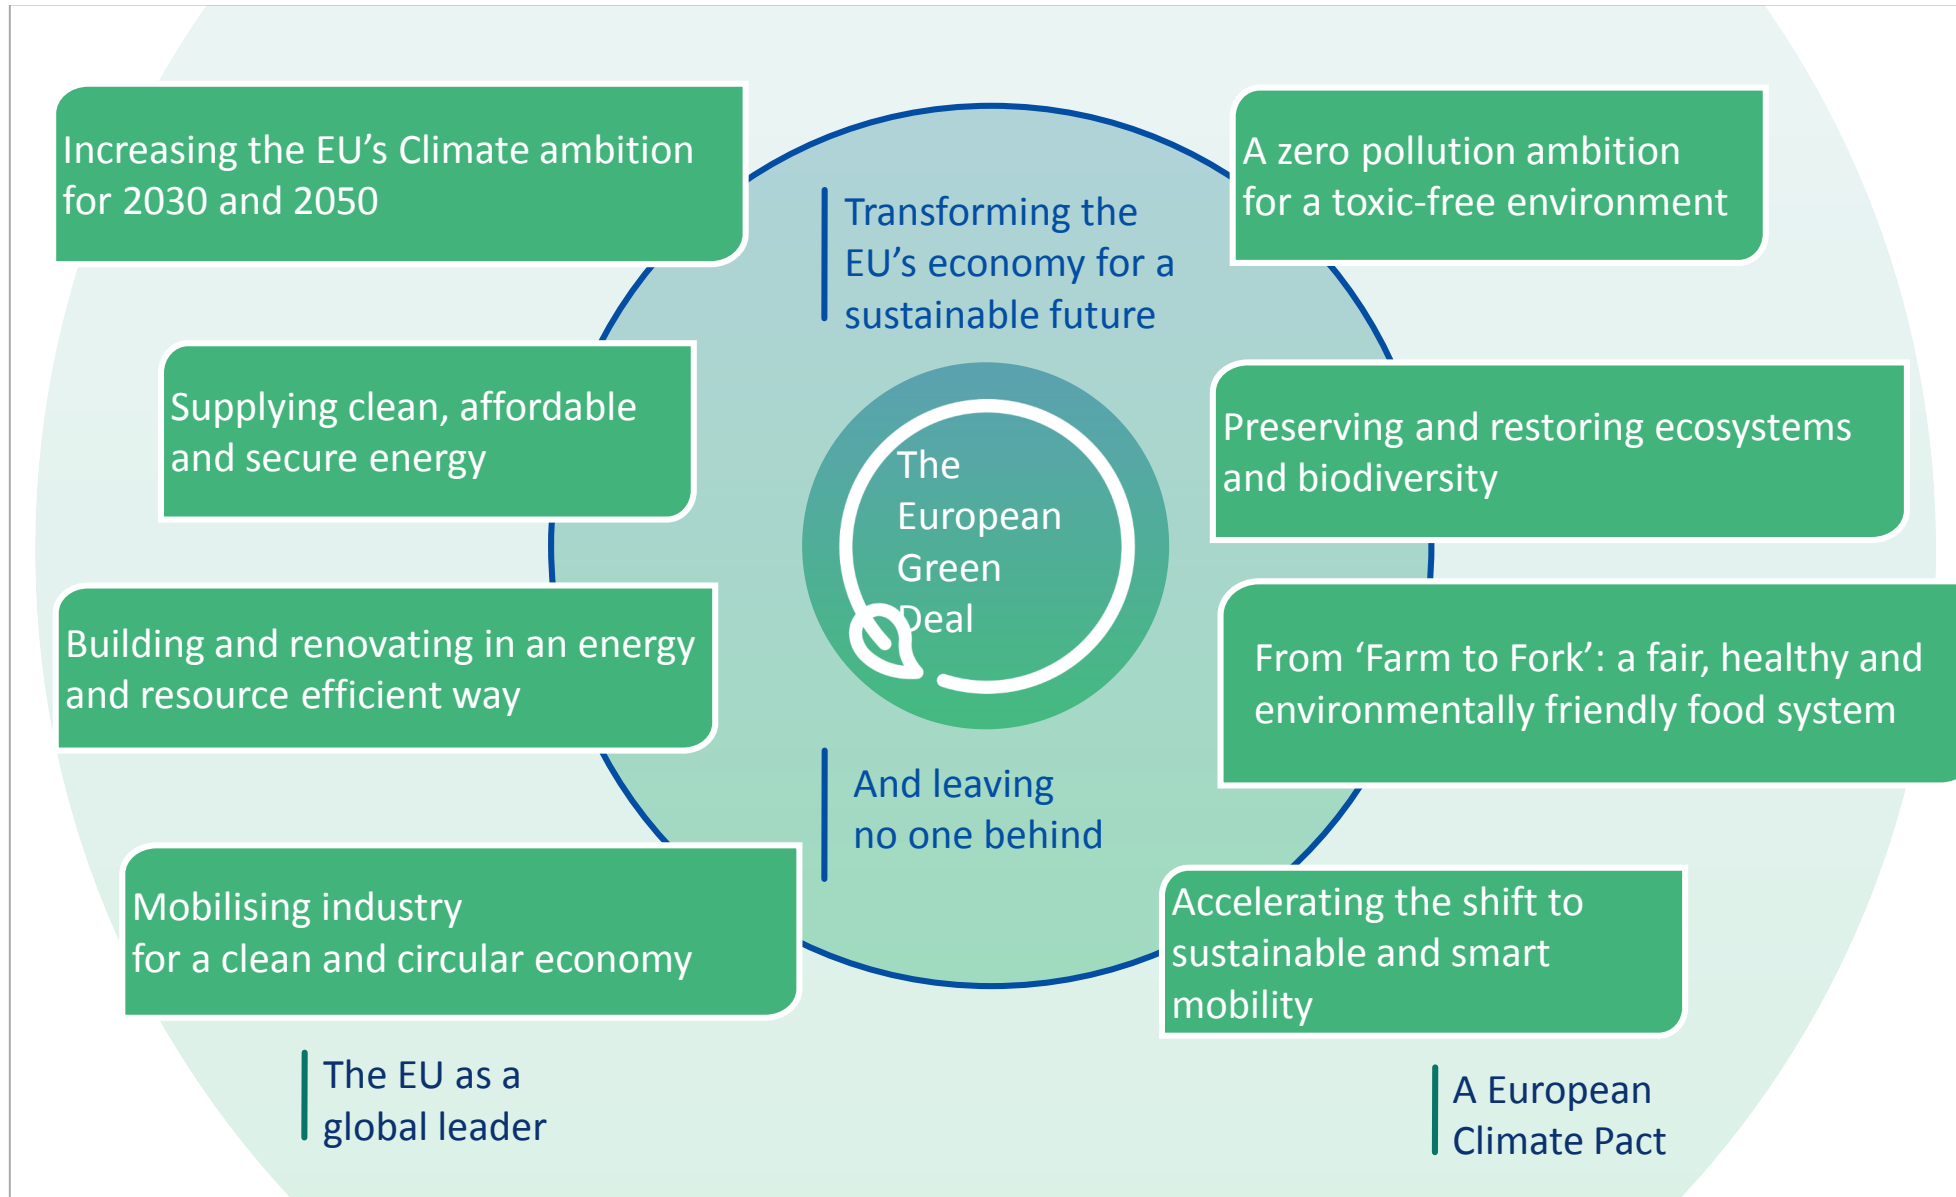 Increasing the EU’s Climate ambition
for 2030 and 2050
Supplying clean, affordable
and secure energy
Building and renovating in an energy
and resource efficient way
Mobilising industry
for a clean and circular economy
The EU as a
global leader
Transforming the
EU’s economy for a
sustainable future
The
European
Green
Deal
And leaving
no one behind
A zero pollution ambition
for a toxic-free environment
Preserving and restoring ecosystems
and biodiversity
From ‘Farm to Fork’: a fair, healthy and
environmentally friendly food system
Accelerating the shift to
sustainable and smart
mobility
A European
Climate Pact